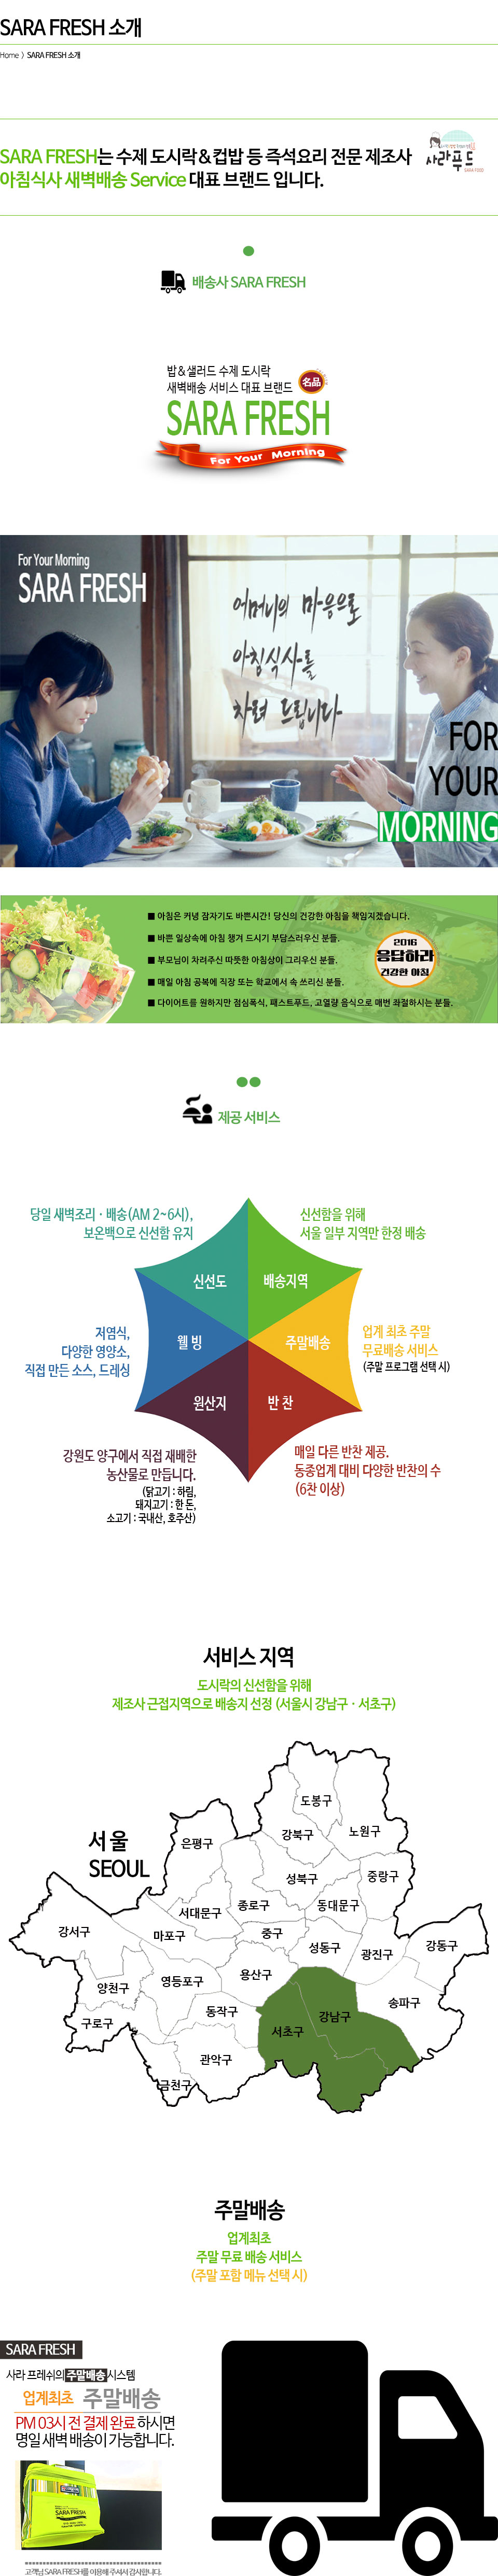 SARA FRESH 소개
Home > SARA FRESH 소개
SARA FRESH는 수제 도시락&컵밥 등 즉석요리 전문 제조사
아침식사 새벽배송 Service 대표 브랜드 입니다.
사라푸드
SARA FOOD
배송사 SARA FRESH
밥&샐러드 수제 도시락
새벽배송 서비스 대표 브랜드
名品
SARA FRESH
For Your Morning
For Your Morning
SARA FRESH
어머니의 마음으로
아침식사를
차려 드립니다
FOR
YOUR
MORNING
■ 아침은 커녕 잠자기도 바쁜시간! 당신의 건강한 아침을 책임지겠습니다.
■ 바쁜 일상속에 아침 챙겨 드시기 부담스러우신 분들.
■ 부모님이 차려주신 따뜻한 아침상이 그리우신 분들.
■ 매일 아침 공복에 직장 또는 학교에서 속 쓰리신 분들.
■ 다이어트를 원하지만 점심폭식, 패스트푸드, 고열량 음식으로 매번 좌절하시는 분들.
2016
응답하라
건강한 아침
제공 서비스
당일 새벽조리 · 배송(AM 2~6시),
보온백으로 신선함 유지
신선함을 위해
서울 일부 지역만 한정 배송
신선도
배송지역
저염식,
다양한 영양소,
직접 만든 소스, 드레싱
웰 빙
주말배송
업계 최초 주말
무료배송 서비스
(주말 프로그램 선택 시)
원산지
반 찬
강원도 양구에서 직접 재배한
농산물로 만듭니다.
(닭고기 : 하림,
돼지고기 : 한 돈,
소고기 : 국내산, 호주산)
매일 다른 반찬 제공.
동종업계 대비 다양한 반찬의 수
(6찬 이상)
서비스 지역
도시락의 신선함을 위해
제조사 근접지역으로 배송지 선정 (서울시 강남구 · 서초구)
서울
SEOUL
도봉구
강북구
노원구
은평구
성북구
중랑구
서대문구
종로구
동대문구
강서구
마포구
중구
성동구
광진구
강동구
양천구
영등포구
용산구
송파구
구로구
동작구
서초구
강남구
관악구
금천구
주말배송
업계최초
주말 무료 배송 서비스
(주말 포함 메뉴 선택 시)
SARA FRESH
사라 프레쉬의 주말배송 시스템
업계최초 주말배송
PM 03시 전 결제 완료 하시면
명일 새벽 배송이 가능합니다.
SARA FRESH
고객님 SARA FRESH를 이용해 주셔서 감사합니다.